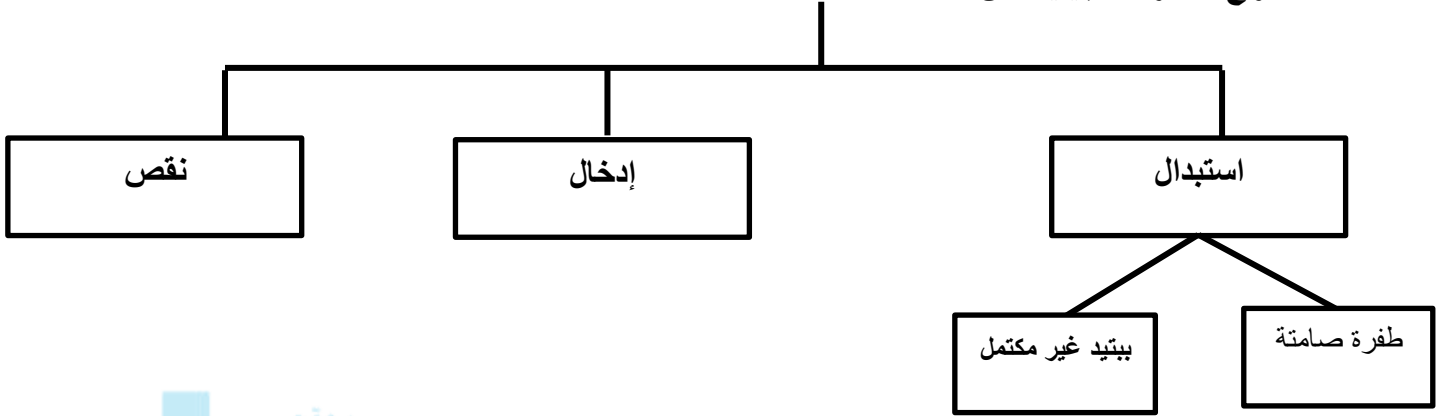 استبدال
إدخال
نقص
طفرة صامتة
ببتيد غير مكتمل